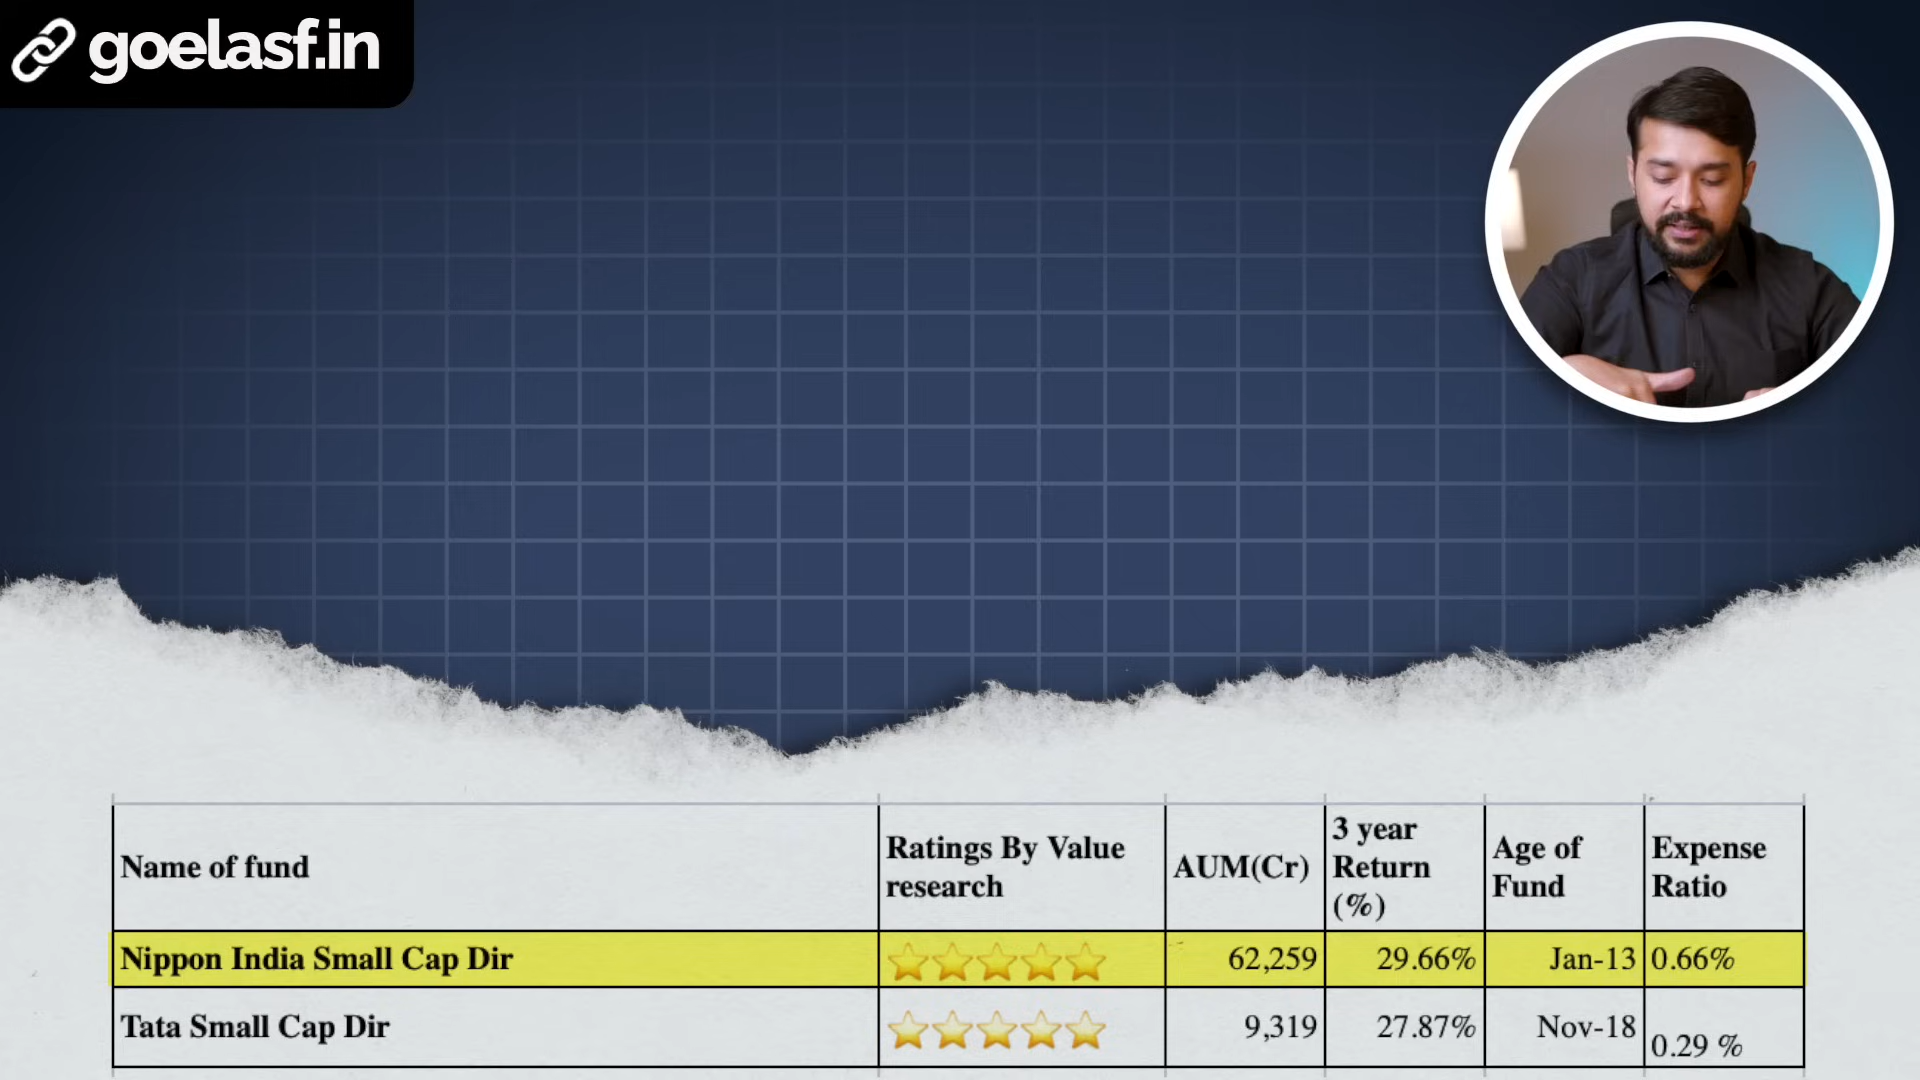 goelasf.in
Name of fund
Ratings By Value research
AUM(Cr)
3 year Return (%)
Age of Fund
Expense Ratio
Nippon India Small Cap Dir 62,259 29.66% Jan-13 0.66%
Tata Small Cap Dir 9,319 27.87% Nov-18 0.29 %